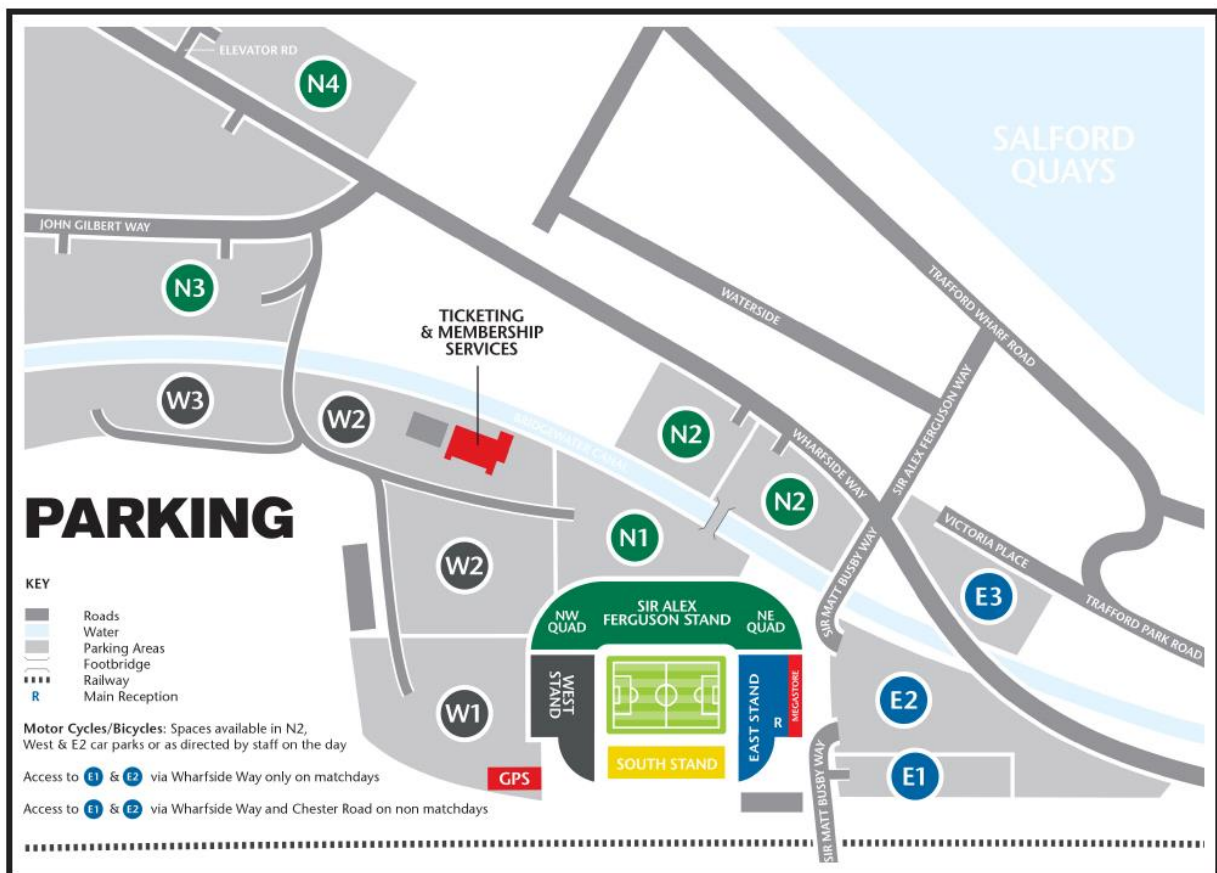 ELEVATOR RD
N4
SALFORD
QUAYS
JOHN GILBERT WAY
N3
TICKETING
& MEMBERSHIP
SERVICES
WATERSIDE
TRAFFORD WHARF ROAD
W3
W2
BRIDGEWATER CANAL
N2
WHARFSIDE WAY
SIR ALEX FERGUSON WAY
N2
PARKING
N1
W2
VICTORIA PLACE
SIR MATT BUSBY WAY
E3
TRAFFORD PARK ROAD
KEY
Roads
Water
Parking Areas
Footbridge
Railway
R Main Reception
NW
QUAD
SIR ALEX
FERGUSON STAND
NE
QUAD
WEST
STAND
EAST STAND
R
MEGASTORE
SOUTH STAND
W1
GPS
E2
E1
SIR MATT BUSBY WAY
Motor Cycles/Bicycles: Spaces available in N2,
West & E2 car parks or as directed by staff on the day
Access to E1 & E2 via Wharfside Way only on matchdays
Access to E1 & E2 via Wharfside Way and Chester Road on non matchdays